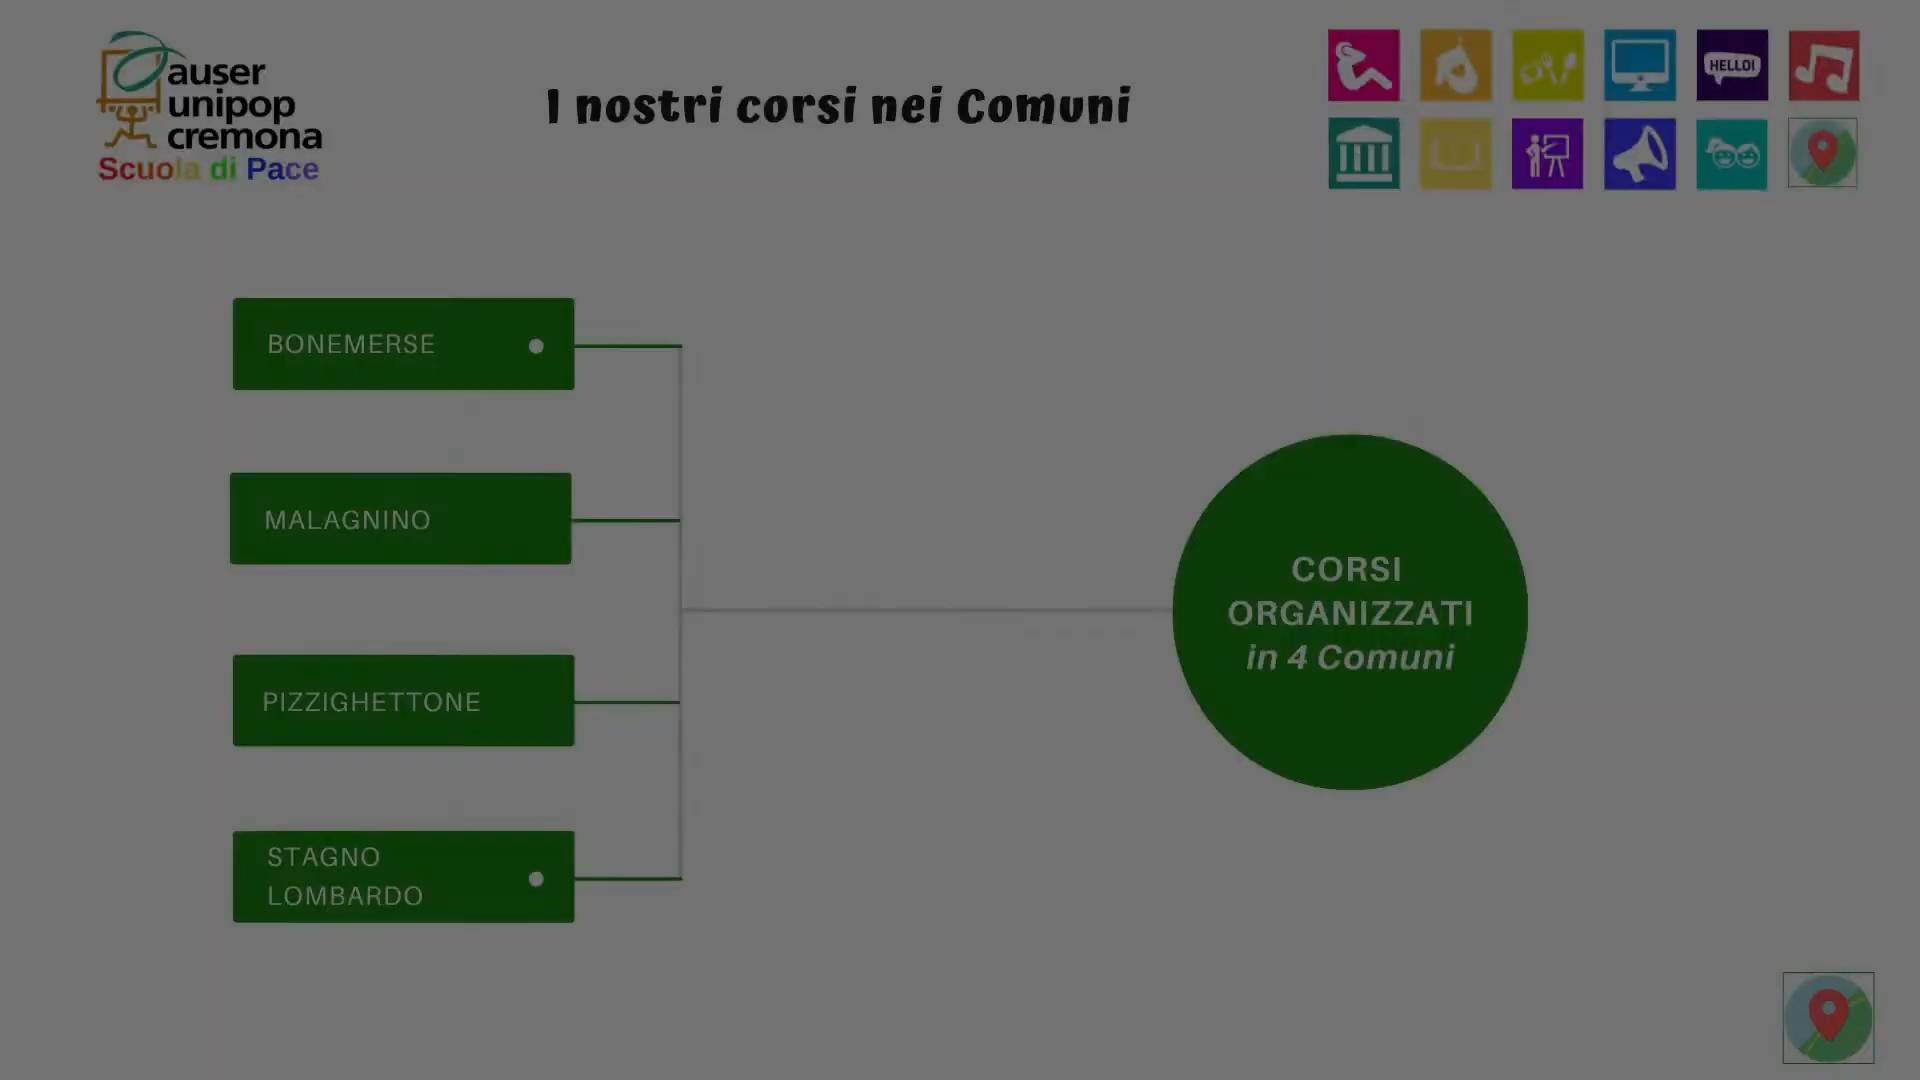 auser
unipop
cremona
Scuola di Pace
I nostri corsi nei Comuni
HELLO!
BONEMERSE
MALAGNINO
PIZZIGHETTONE
STAGNO
LOMBARDO
CORSI
ORGANIZZATI
in 4 Comuni